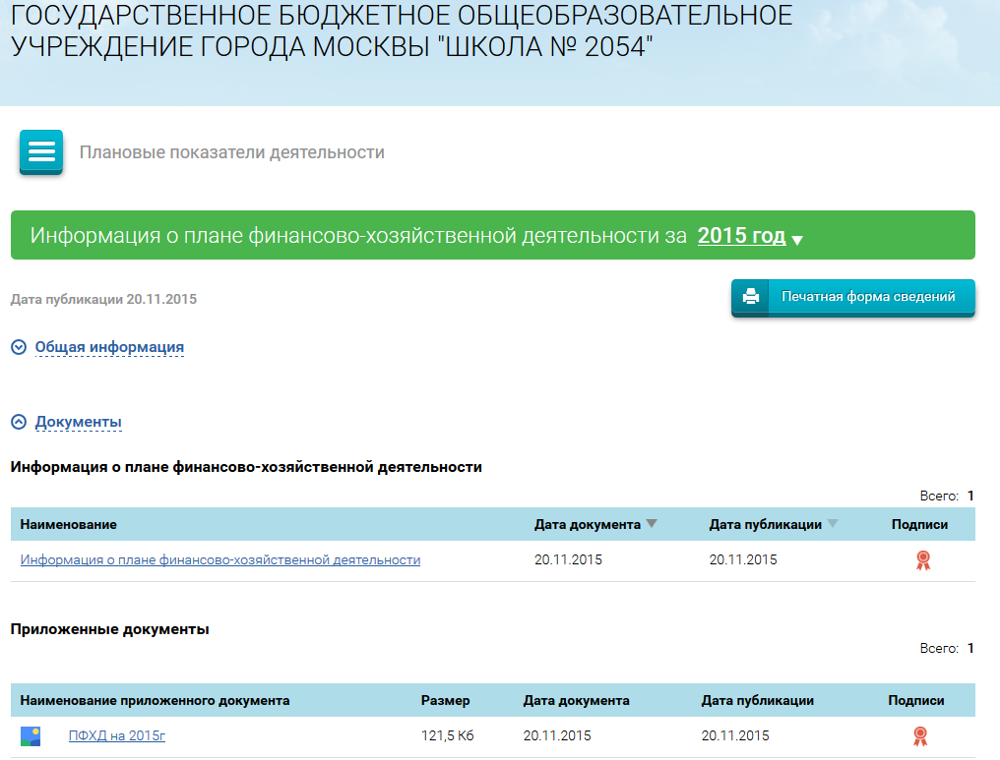 ГОСУДАРСТВЕННОЕ БЮДЖЕТНОЕ ОБЩЕОБРАЗОВАТЕЛЬНОЕ
УЧРЕЖДЕНИЕ ГОРОДА МОСКВЫ "ШКОЛА № 2054"
Плановые показатели деятельности
Информация о плане финансово-хозяйственной деятельности за 2015 год
Дата публикации 20.11.2015
Печатная форма сведений
Общая информация
Документы
Информация о плане финансово-хозяйственной деятельности
Всего: 1
Наименование Дата документа Дата публикации Подписи
Информация о плане финансово-хозяйственной деятельности 20.11.2015 20.11.2015
Приложенные документы
Всего: 1
Наименование приложенного документа Размер Дата документа Дата публикации Подписи
ПФХД на 2015г 121,5 Кб 20.11.2015 20.11.2015